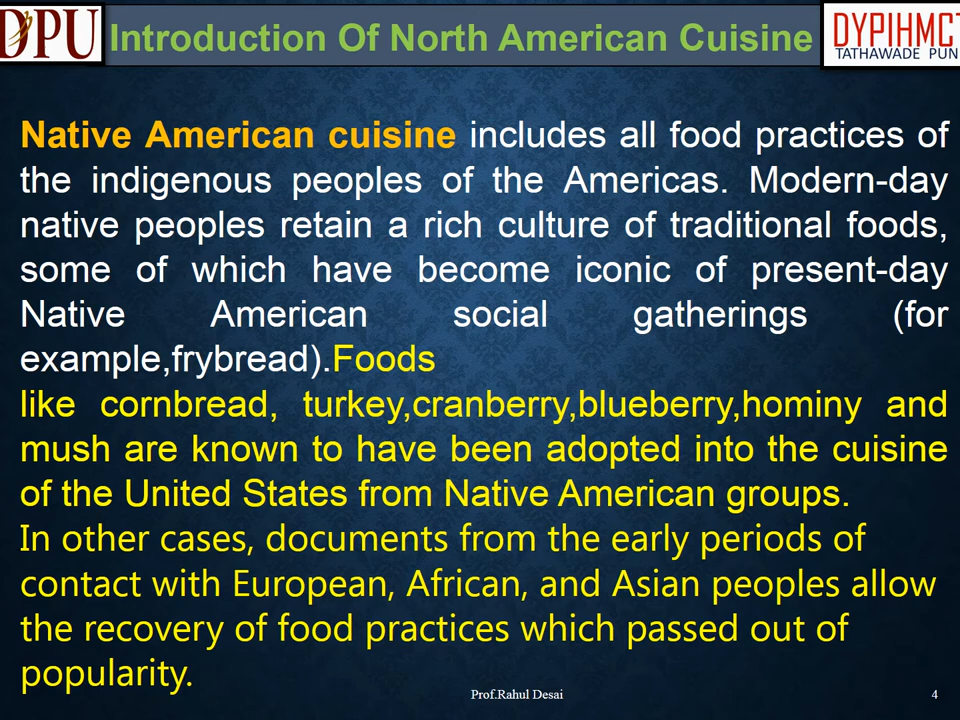 DPU
Introduction Of North American Cuisine
DYPIHMCT
TATHAWADE PUN
Native American cuisine includes all food practices of
the indigenous peoples of the Americas. Modern-day
native peoples retain a rich culture of traditional foods,
some of which have become iconic of present-day
Native American social gatherings (for
example,frybread).Foods
like cornbread, turkey,cranberry,blueberry,hominy and
mush are known to have been adopted into the cuisine
of the United States from Native American groups.
In other cases, documents from the early periods of
contact with European, African, and Asian peoples allow
the recovery of food practices which passed out of
popularity.
Prof.Rahul Desai
4